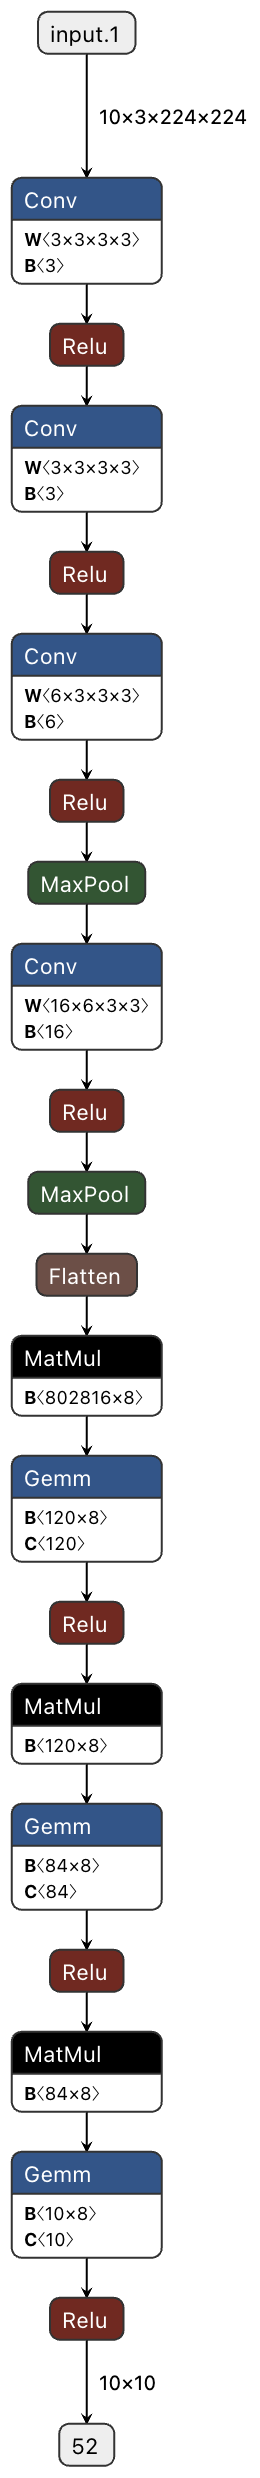 input.1
10×3×224×224
Conv
W⟨3×3×3×3⟩
B⟨3⟩
Relu
Conv
W⟨3×3×3×3⟩
B⟨3⟩
Relu
Conv
W⟨6×3×3×3⟩
B⟨6⟩
Relu
MaxPool
Conv
W⟨16×6×3×3⟩
B⟨16⟩
Relu
MaxPool
Flatten
MatMul
B⟨802816×8⟩
Gemm
B⟨120×8⟩
C⟨120⟩
Relu
MatMul
B⟨120×8⟩
Gemm
B⟨84×8⟩
C⟨84⟩
Relu
MatMul
B⟨84×8⟩
Gemm
B⟨10×8⟩
C⟨10⟩
Relu
10×10
52